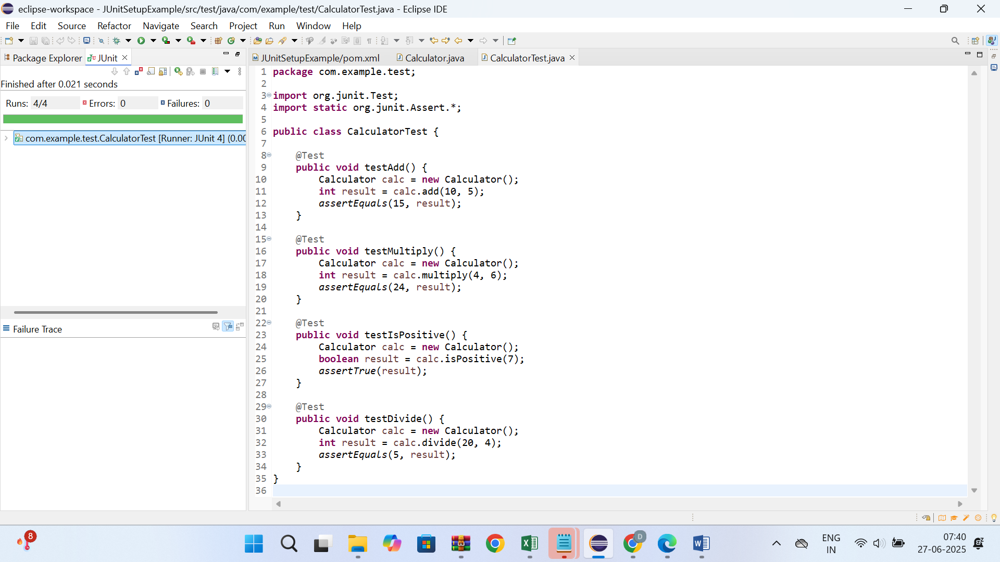 eclipse-workspace - JUnitSetupExample/src/test/java/com/example/test/CalculatorTest.java - Eclipse IDE
File Edit Source Refactor Navigate Search Project Run Window Help
Package Explorer JUnit
Finished after 0.021 seconds
Runs: 4/4 Errors: 0 Failures: 0
com.example.test.CalculatorTest [Runner: JUnit 4] (0.00
Failure Trace
JUnitSetupExample/pom.xml Calculator.java CalculatorTest.java
1 package com.example.test;
2
3 import org.junit.Test;
4 import static org.junit.Assert.*;
5
6 public class CalculatorTest {
7
8 @Test
9 public void testAdd() {
10 Calculator calc = new Calculator();
11 int result = calc.add(10, 5);
12 assertEquals(15, result);
13 }
14
15 @Test
16 public void testMultiply() {
17 Calculator calc = new Calculator();
18 int result = calc.multiply(4, 6);
19 assertEquals(24, result);
20 }
21
22 @Test
23 public void testIsPositive() {
24 Calculator calc = new Calculator();
25 boolean result = calc.isPositive(7);
26 assertTrue(result);
27 }
28
29 @Test
30 public void testDivide() {
31 Calculator calc = new Calculator();
32 int result = calc.divide(20, 4);
33 assertEquals(5, result);
34 }
35 }
36
8
D
ENG
IN
07:40
27-06-2025